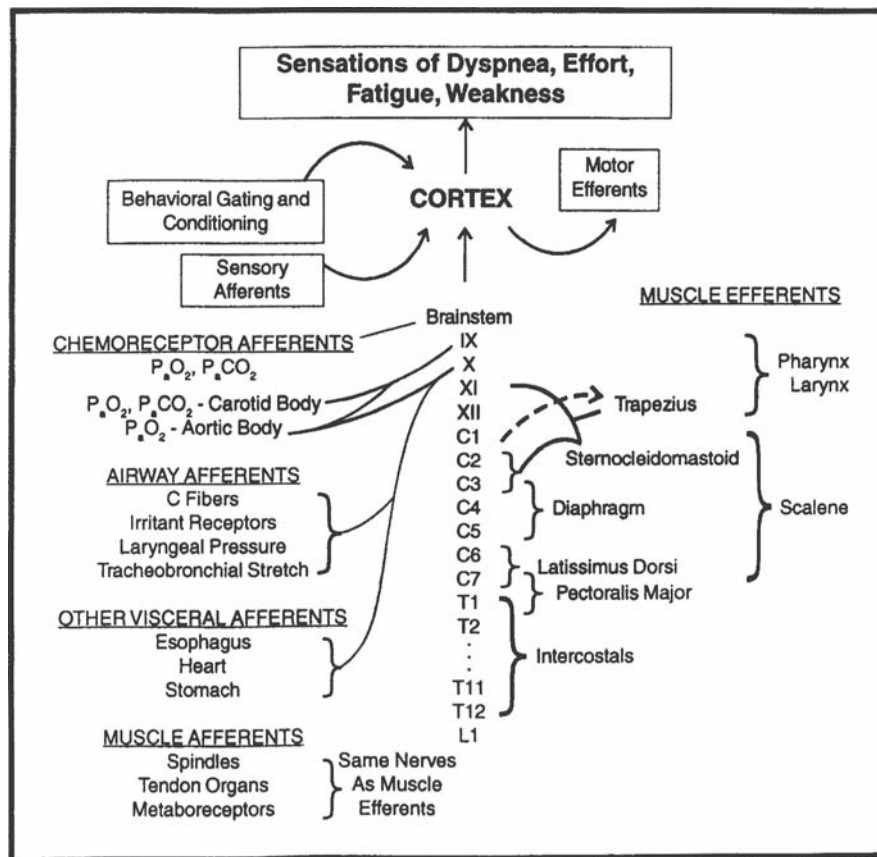 Sensations of Dyspnea, Effort,
Fatigue, Weakness
Behavioral Gating and
Conditioning
CORTEX
Motor
Efferents
Sensory
Afferents
MUSCLE EFFERENTS
Brainstem
IX
X
XI
XII
C1
C2
C3
C4
C5
C6
C7
T1
T2
.
.
.
.
T11
T12
L1
CHEMORECEPTOR AFFERENTS
PaO2, PaCO2
PaO2, PaCO2 - Carotid Body
PaO2 - Aortic Body
AIRWAY AFFERENTS
C Fibers
Irritant Receptors
Laryngeal Pressure
Tracheobronchial Stretch
OTHER VISCERAL AFFERENTS
Esophagus
Heart
Stomach
MUSCLE AFFERENTS
Spindles
Tendon Organs
Metaboreceptors
Same Nerves
As Muscle
Efferents
Pharynx
Larynx
Trapezius
Sternocleidomastoid
Scalene
Diaphragm
Latissimus Dorsi
Pectoralis Major
Intercostals